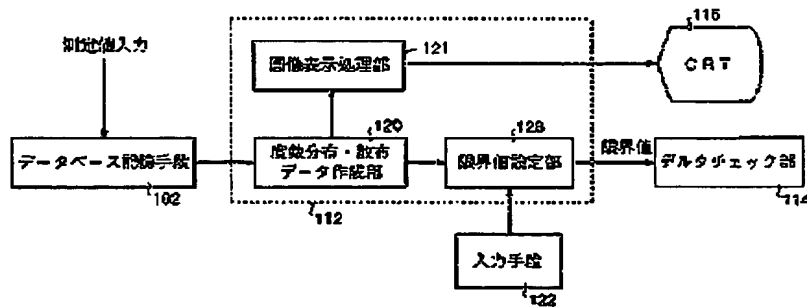 測定値入力
データベース記憶手段
102
画像表示処理部
121
CRT
115
度数分布・散布
データ作成部
120
限界値設定部
123
限界値
デルタチェック部
114
112
入力手段
122